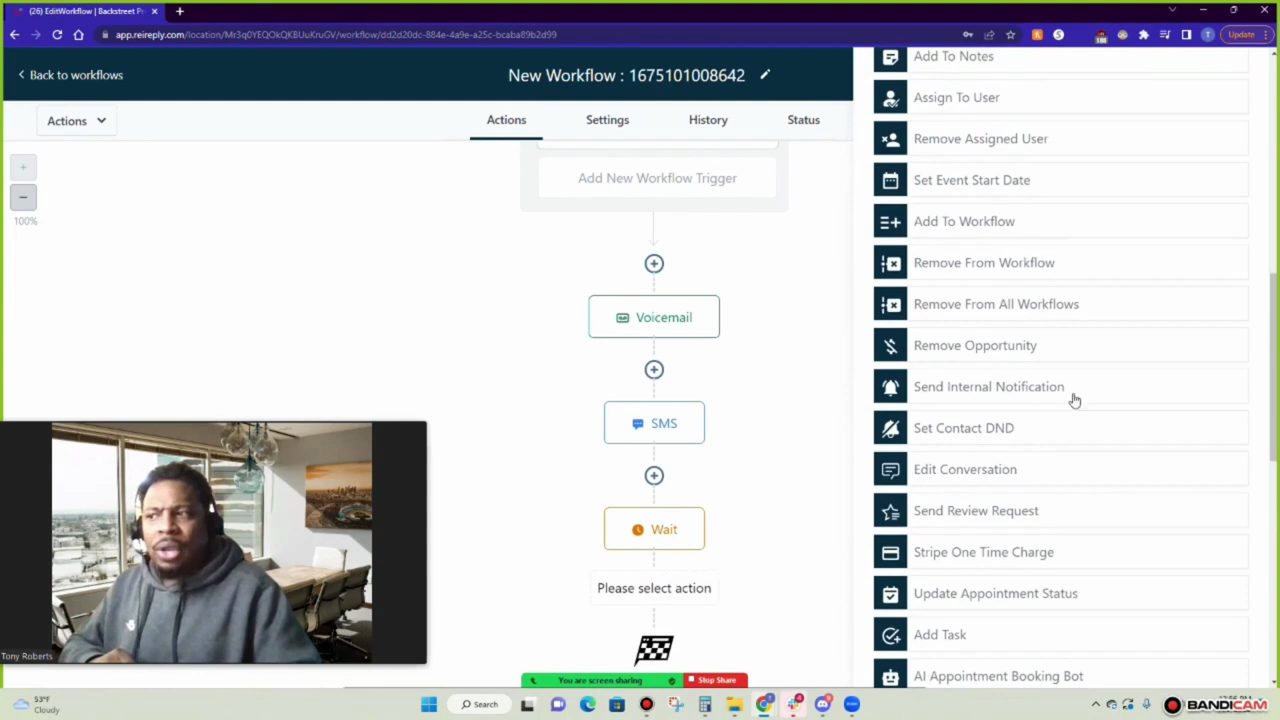 (26) EditWorkflow | Backstreet Pr
app.reireply.com/location/Mr3q0YEQOkQKBUuKruGV/workflow/dd2d20dc-884e-4a9e-a25c-bcaba89b2d99
Update
Back to workflows
New Workflow : 1675101008642
Actions
Actions
Settings
History
Status
100%
Add New Workflow Trigger
Voicemail
SMS
Wait
Please select action
Add To Notes
Assign To User
Remove Assigned User
Set Event Start Date
Add To Workflow
Remove From Workflow
Remove From All Workflows
Remove Opportunity
Send Internal Notification
Set Contact DND
Edit Conversation
Send Review Request
Stripe One Time Charge
Update Appointment Status
Add Task
AI Appointment Booking Bot
Tony Roberts
You are screen sharing
Stop Share
53°F
Cloudy
Search
BANDICAM